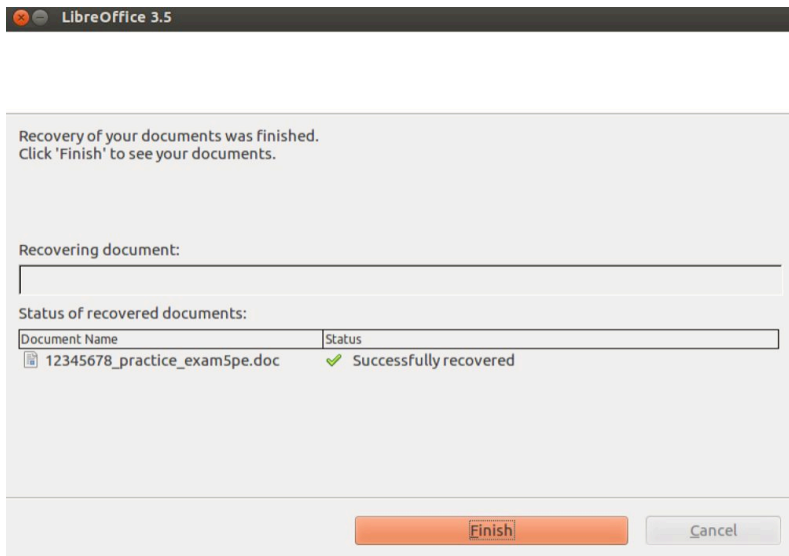 LibreOffice 3.5
Recovery of your documents was finished.
Click 'Finish' to see your documents.
Recovering document:
Status of recovered documents:
Document Name Status
12345678_practice_exam5pe.doc Successfully recovered
Finish Cancel